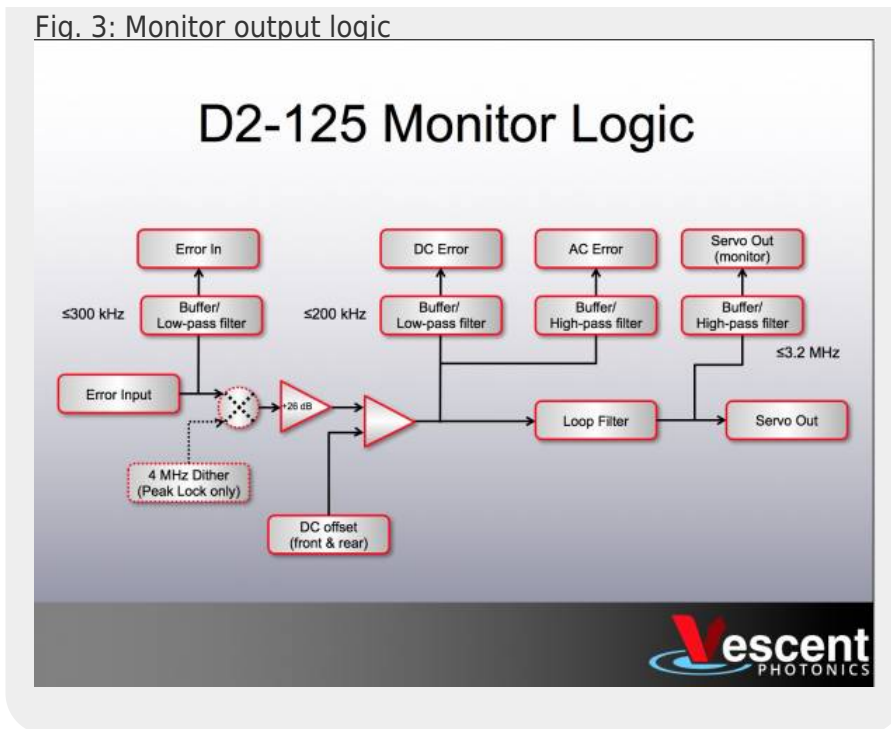 Fig. 3: Monitor output logic
D2-125 Monitor Logic
Error In
DC Error
AC Error
Servo Out
(monitor)
≤300 kHz
Buffer/
Low-pass filter
≤200 kHz
Buffer/
Low-pass filter
Buffer/
High-pass filter
Buffer/
High-pass filter
≤3.2 MHz
Error Input
+26 dB
Loop Filter
Servo Out
4 MHz Dither
(Peak Lock only)
DC offset
(front & rear)
Vescent
PHOTONICS